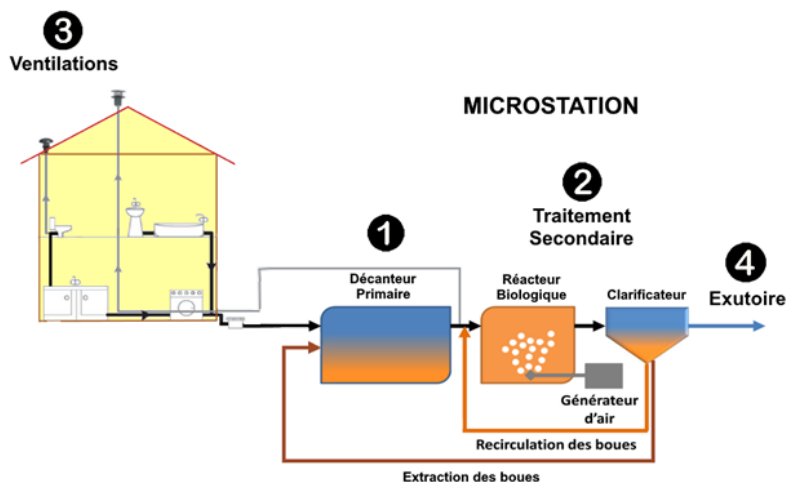 3
Ventilations
MICROSTATION
2
Traitement
Secondaire
1
4
Exutoire
Décanteur
Primaire
Réacteur
Biologique
Clarificateur
Générateur
d'air
Recirculation des boues
Extraction des boues